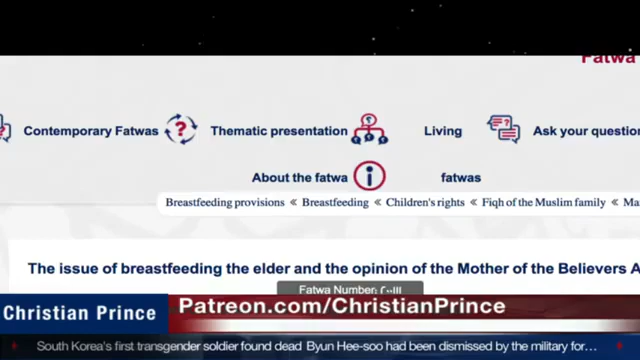 Fatwa
Contemporary Fatwas
Thematic presentation
Living
Ask your question
About the fatwa
fatwas
Breastfeeding provisions « Breastfeeding « Children's rights « Fiqh of the Muslim family «
The issue of breastfeeding the elder and the opinion of the Mother of the Believers A
Fatwa Number:
Christian Prince
Patreon.com/ChristianPrince
South Korea's first transgender soldier found dead Byun Hee-soo had been dismissed by the military for…